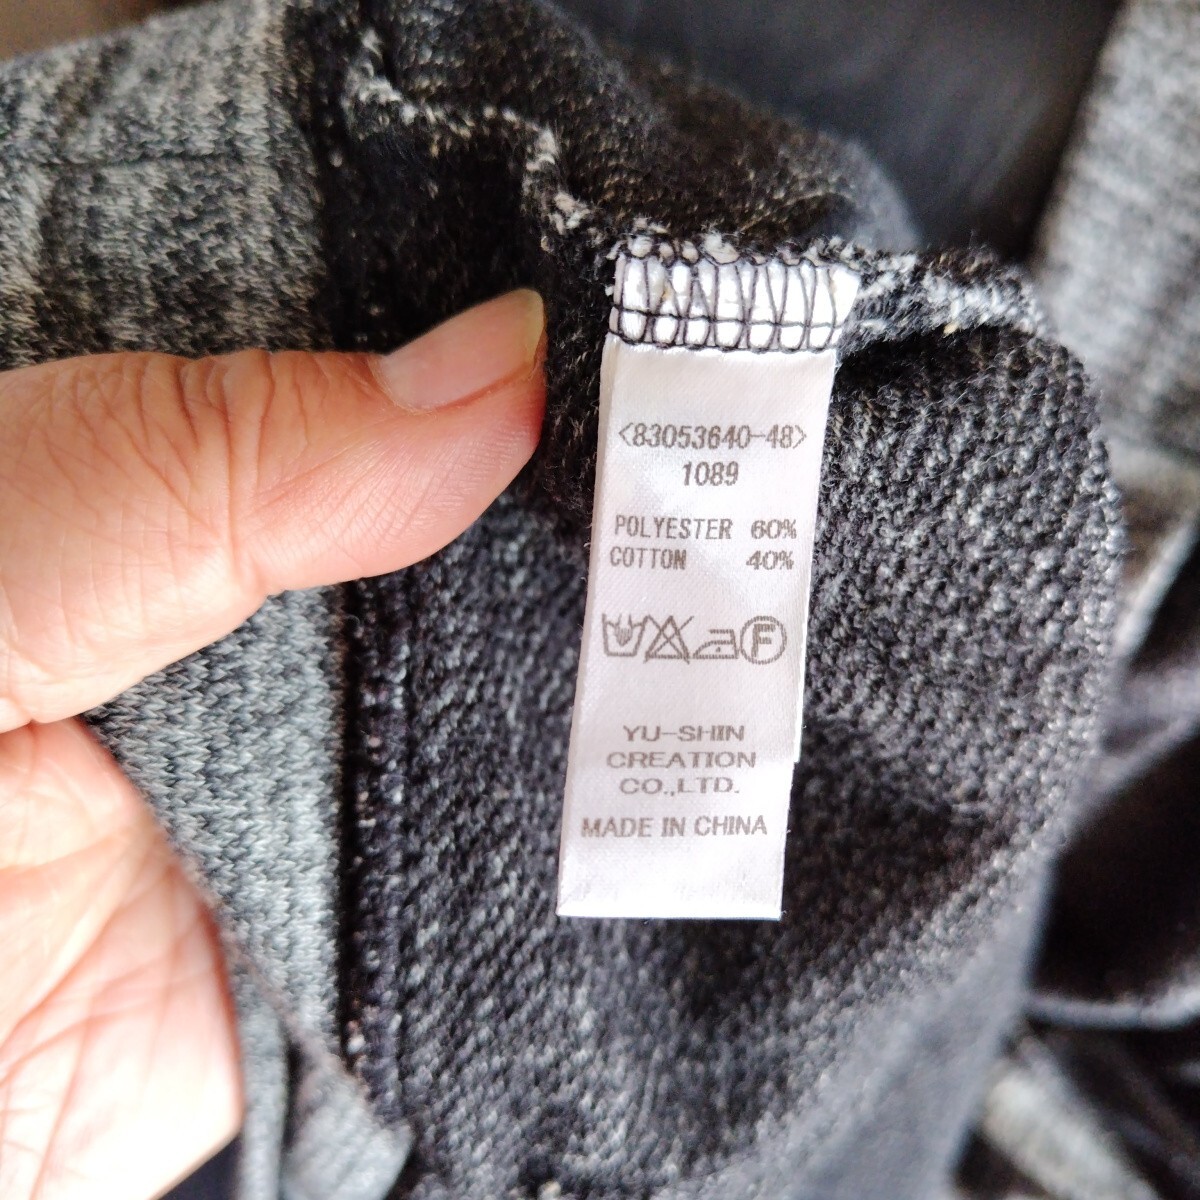 <83053640-48>
1089
POLYESTER 60%
COTTON 40%
F
YU-SHIN
CREATION
CO.,LTD.
MADE IN CHINA